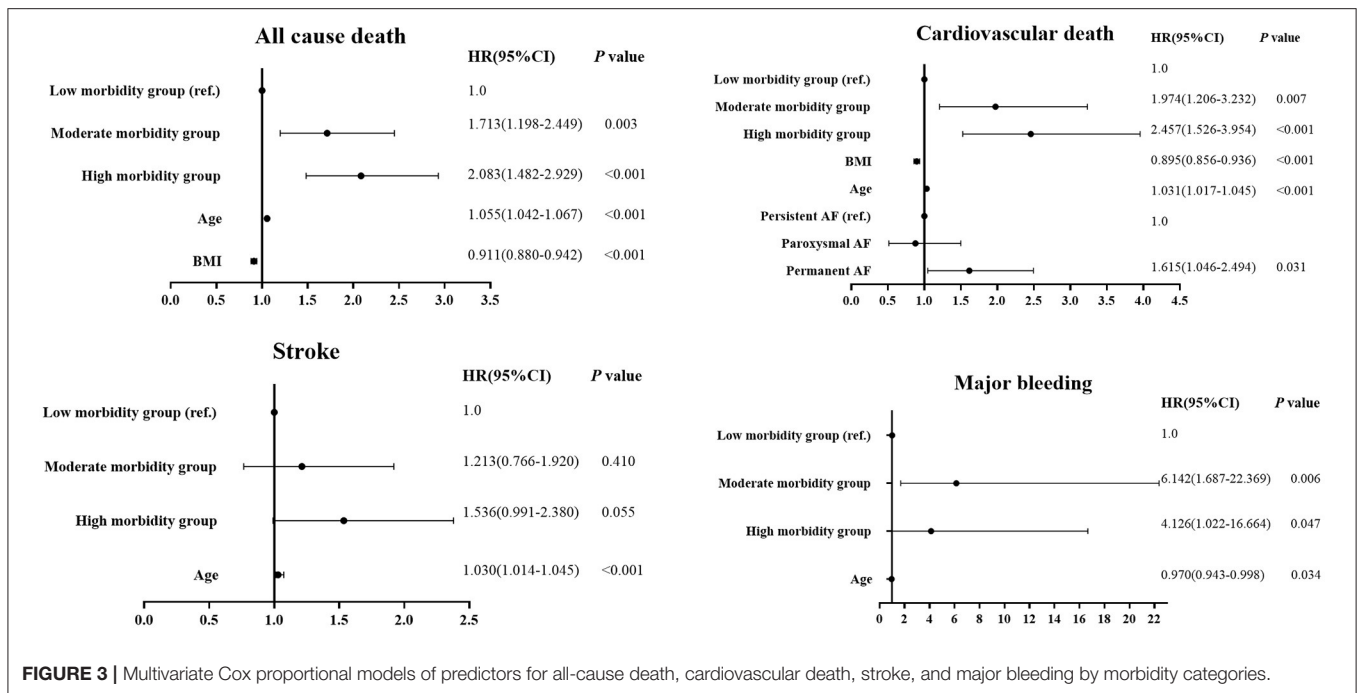 All cause death
HR(95%CI) P value
Low morbidity group (ref.) 1.0
Moderate morbidity group 1.713(1.198-2.449) 0.003
High morbidity group 2.083(1.482-2.929) <0.001
Age 1.055(1.042-1.067) <0.001
BMI 0.911(0.880-0.942) <0.001
0.0 0.5 1.0 1.5 2.0 2.5 3.0 3.5
Cardiovascular death
HR(95%CI) P value
Low morbidity group (ref.) 1.0
Moderate morbidity group 1.974(1.206-3.232) 0.007
High morbidity group 2.457(1.526-3.954) <0.001
BMI 0.895(0.856-0.936) <0.001
Age 1.031(1.017-1.045) <0.001
Persistent AF (ref.) 1.0
Paroxysmal AF
Permanent AF 1.615(1.046-2.494) 0.031
0.0 0.5 1.0 1.5 2.0 2.5 3.0 3.5 4.0 4.5
Stroke
HR(95%CI) P value
Low morbidity group (ref.) 1.0
Moderate morbidity group 1.213(0.766-1.920) 0.410
High morbidity group 1.536(0.991-2.380) 0.055
Age 1.030(1.014-1.045) <0.001
0.0 0.5 1.0 1.5 2.0 2.5
Major bleeding
HR(95%CI) P value
Low morbidity group (ref.) 1.0
Moderate morbidity group 6.142(1.687-22.369) 0.006
High morbidity group 4.126(1.022-16.664) 0.047
Age 0.970(0.943-0.998) 0.034
0 2 4 6 8 10 12 14 16 18 20 22
FIGURE 3 | Multivariate Cox proportional models of predictors for all-cause death, cardiovascular death, stroke, and major bleeding by morbidity categories.